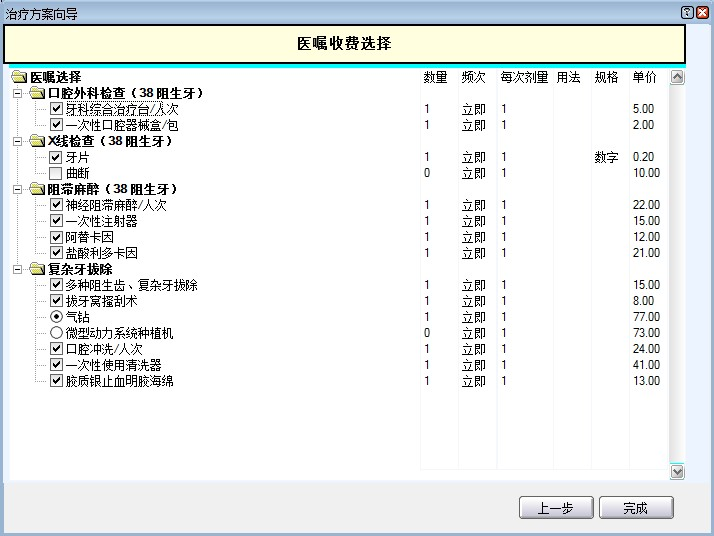 治疗方案向导
医嘱收费选择
医嘱选择 数量 频次 每次剂量 用法 规格 单价
口腔外科检查（38阻生牙）
牙科综合治疗台/人次 1 立即 1 5.00
一次性口腔器械盒/包 1 立即 1 2.00
X线检查（38阻生牙）
牙片 1 立即 1 数字 0.20
曲断 0 立即 1 10.00
阻滞麻醉（38阻生牙）
神经阻滞麻醉/人次 1 立即 1 22.00
一次性注射器 1 立即 1 15.00
阿替卡因 1 立即 1 12.00
盐酸利多卡因 1 立即 1 21.00
复杂牙拔除
多种阻生齿、复杂牙拔除 1 立即 1 15.00
拔牙窝搔刮术 1 立即 1 8.00
气钻 1 立即 1 77.00
微型动力系统种植机 0 立即 1 73.00
口腔冲洗/人次 1 立即 1 24.00
一次性使用清洗器 1 立即 1 41.00
胶质银止血明胶海绵 1 立即 1 13.00
上一步 完成